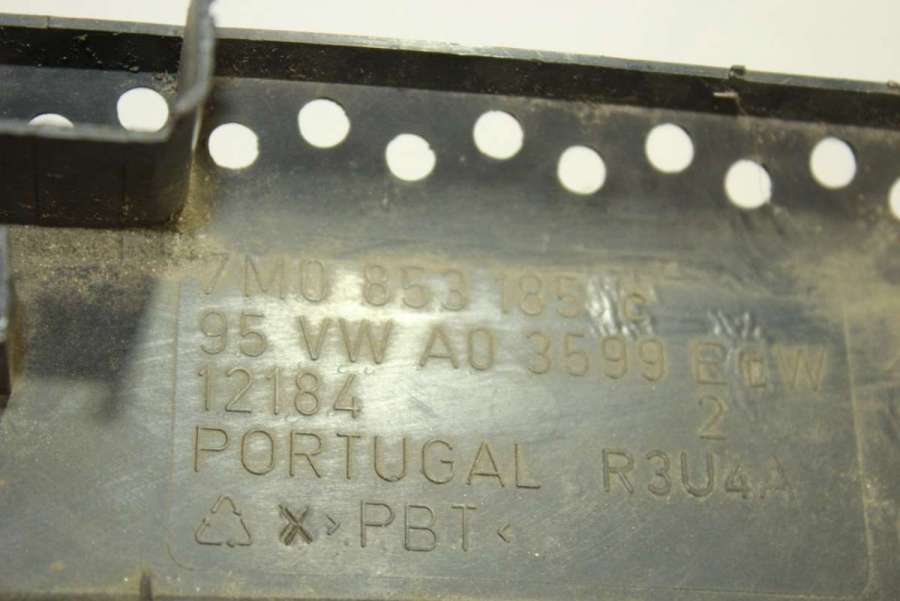 7M0 853 185 C
95 VW A0 3599 E W
12184 2
PORTUGAL R3U4A
>PBT<